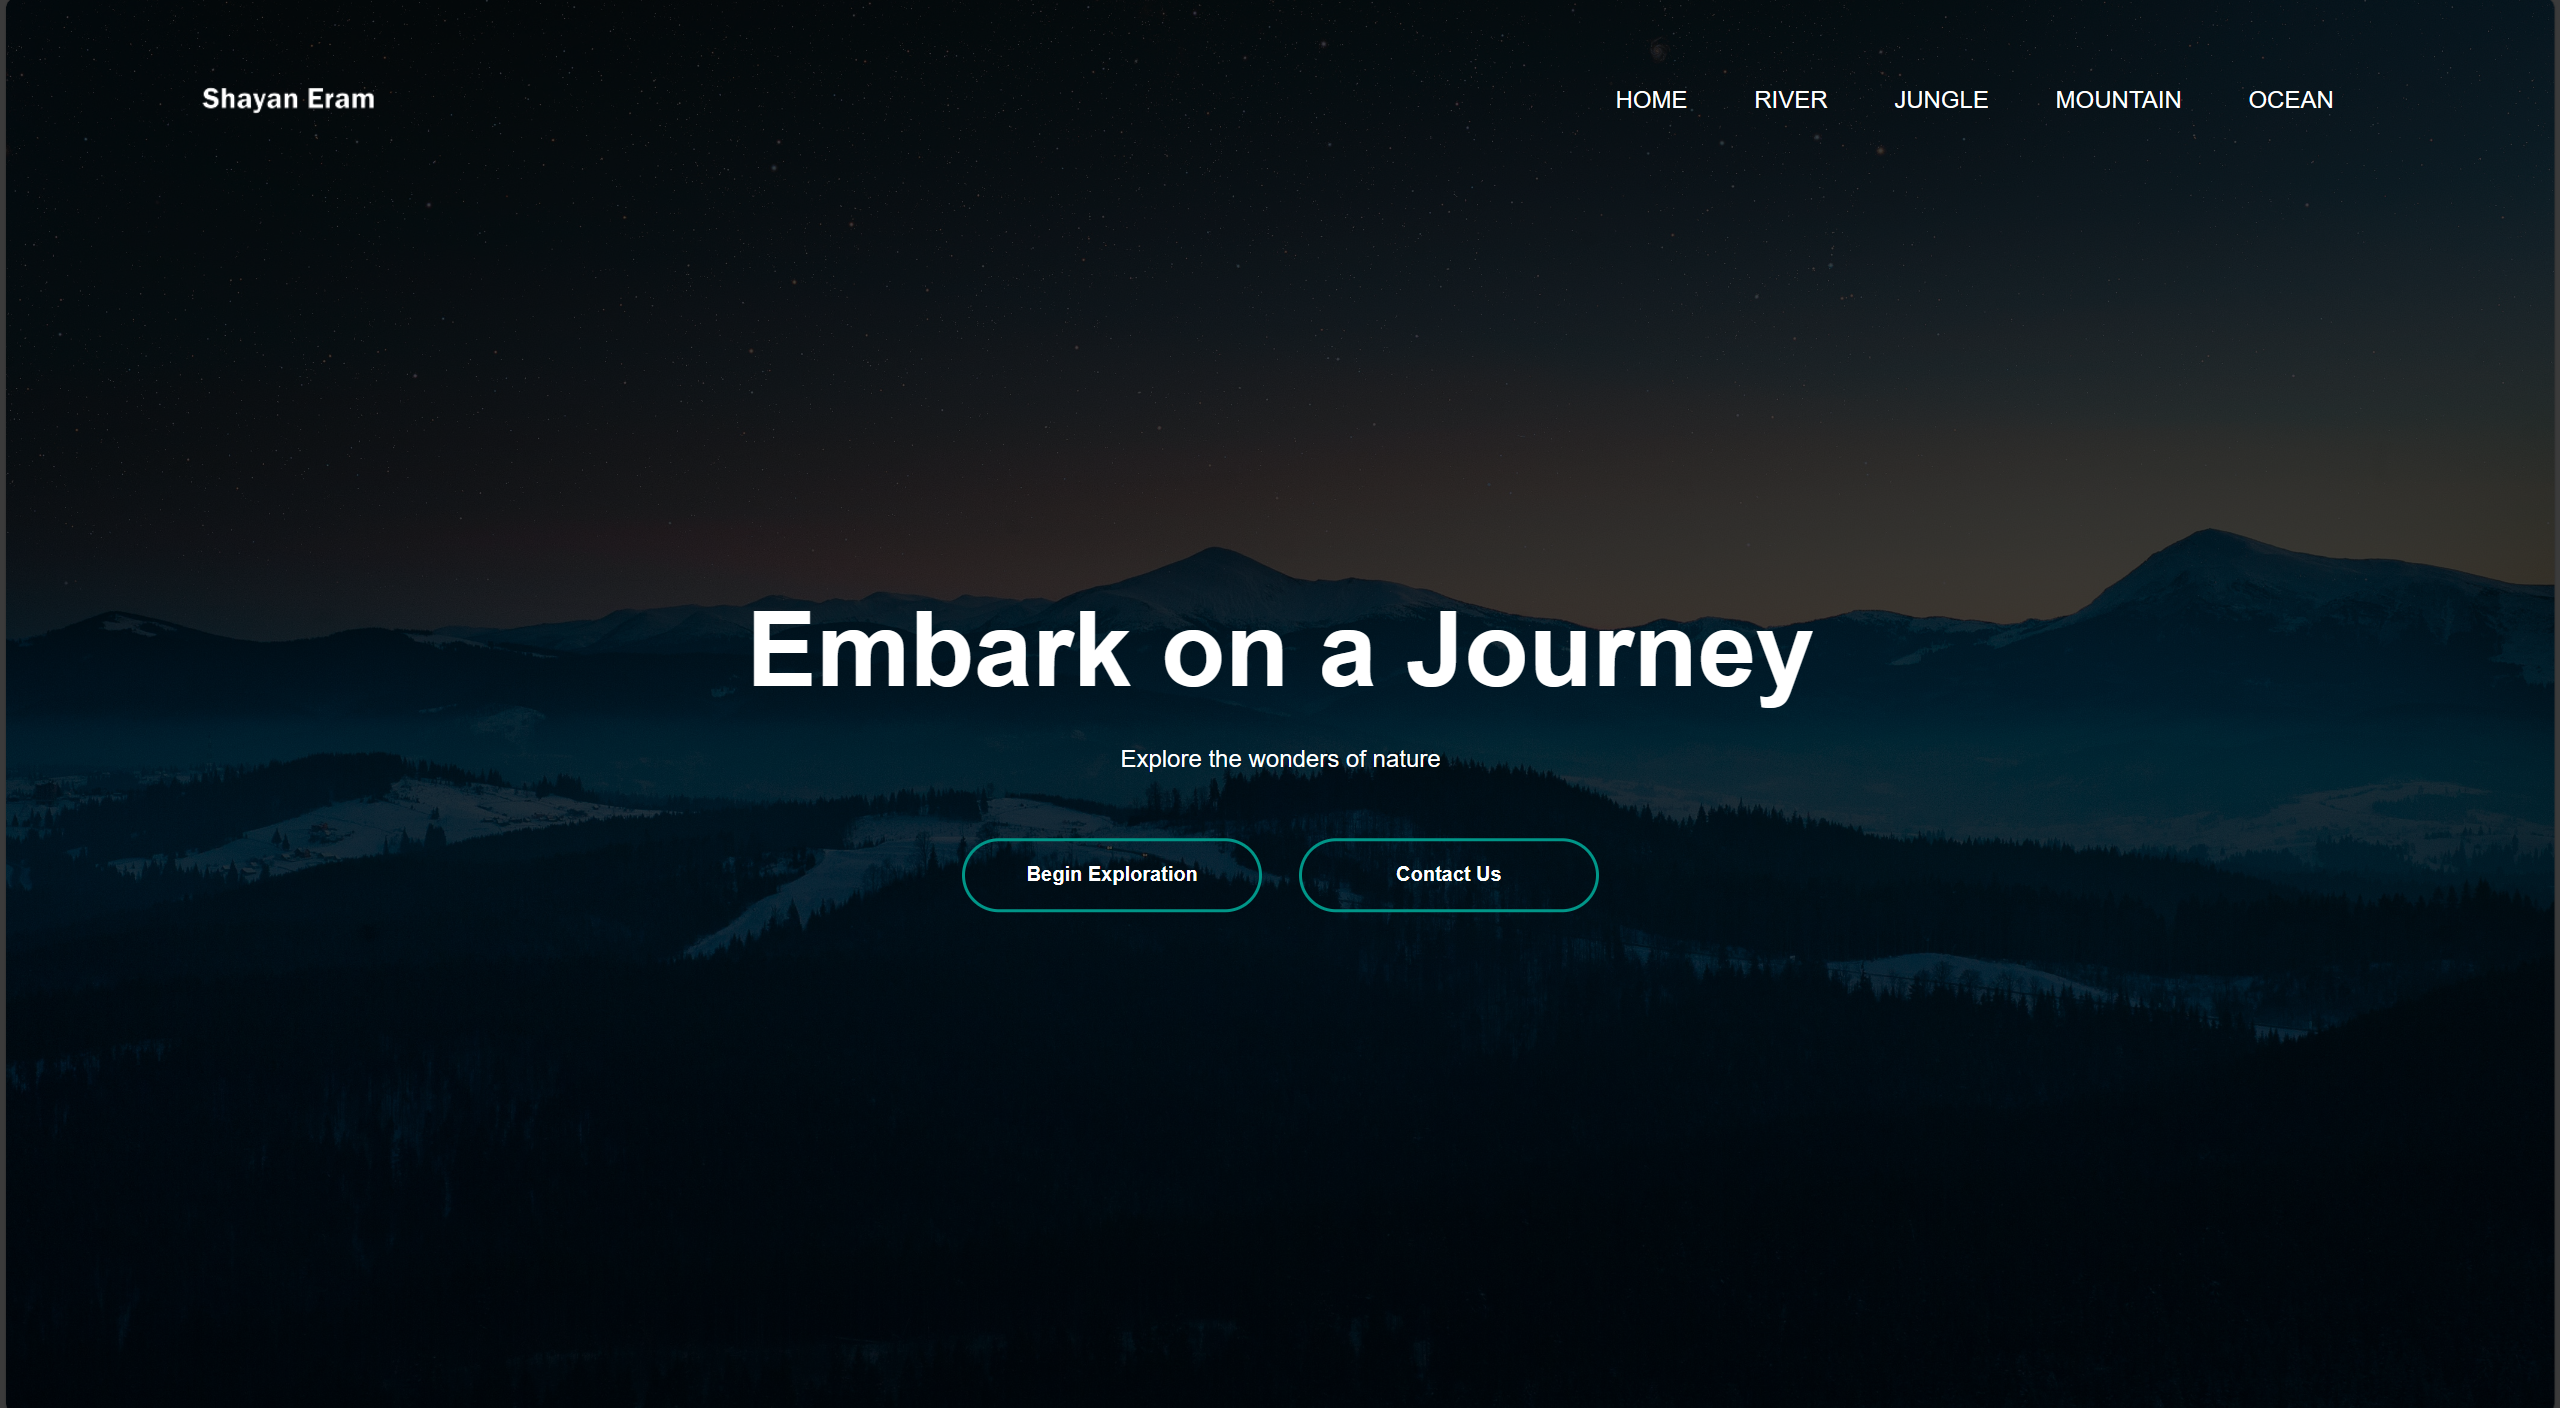 Shayan Eram
HOME RIVER JUNGLE MOUNTAIN OCEAN
Embark on a Journey
Explore the wonders of nature
Begin Exploration
Contact Us